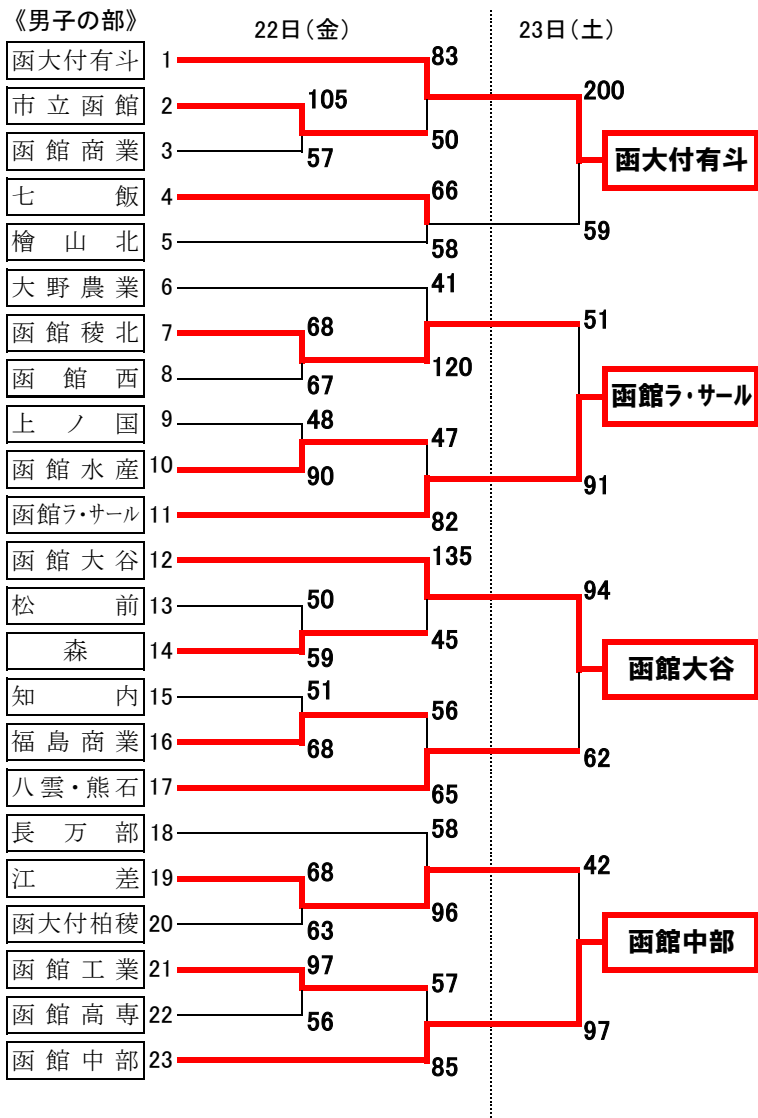 《男子の部》
22日（金）
23日（土）
函大付有斗 1
市立函館 2
函館商業 3
七飯 4
檜山北 5
大野農業 6
函館稜北 7
函館西 8
上ノ国 9
函館水産 10
函館ラ・サール 11
函館大谷 12
松前 13
森 14
知内 15
福島商業 16
八雲・熊石 17
長万部 18
江差 19
函大付柏稜 20
函館工業 21
函館高専 22
函館中部 23
105
57
68
67
48
90
50
59
51
68
68
63
97
56
83
50
66
58
41
120
47
82
135
45
56
65
58
96
57
85
200
59
51
91
94
62
42
97
函大付有斗
函館ラ・サール
函館大谷
函館中部